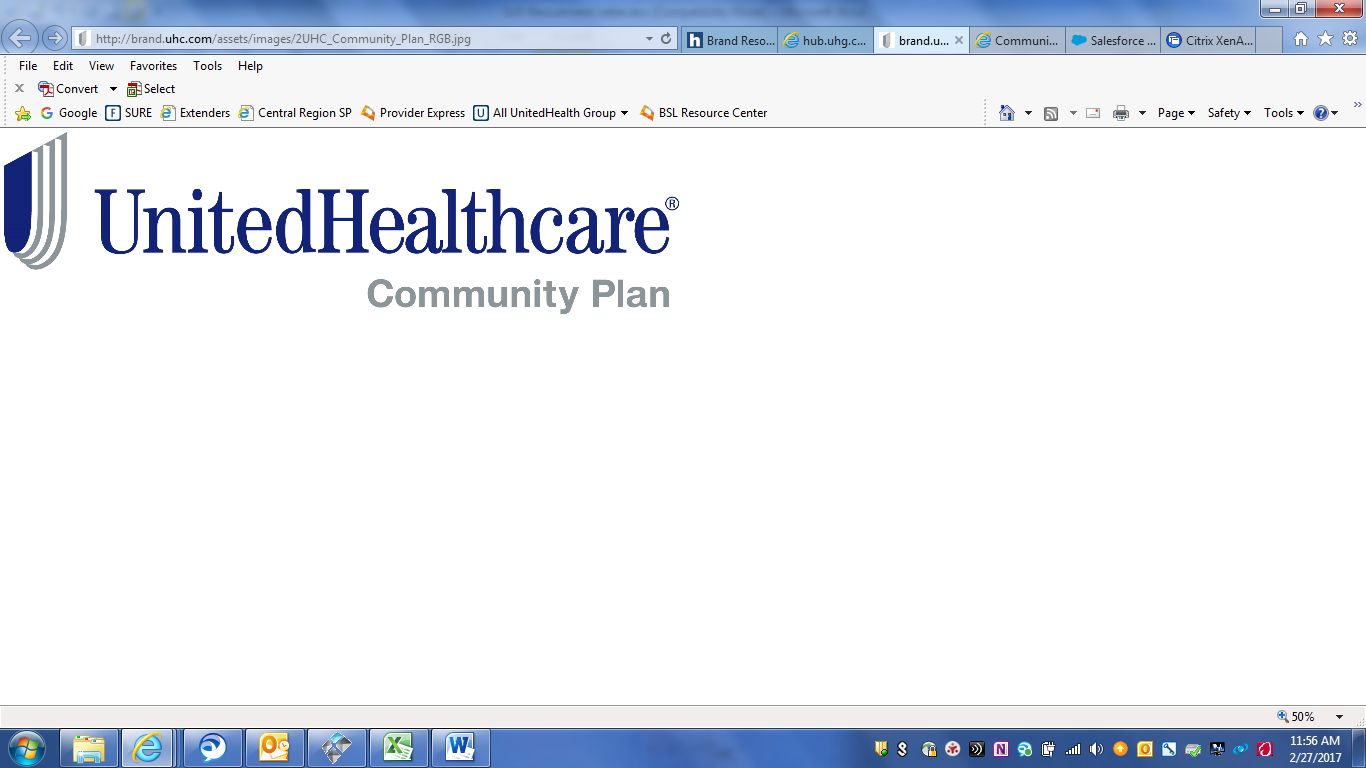 http://brand.uhc.com/assets/images/2UHC_Community_Plan_RGB.jpg
Brand Reso... hub.uhg.c... brand.u... Communi... Salesforce ... Citrix XenA...
File Edit View Favorites Tools Help
Convert Select
Google SURE Extenders Central Region SP Provider Express All UnitedHealth Group BSL Resource Center Page Safety Tools
UnitedHealthcare®
Community Plan
50%
11:56 AM
2/27/2017